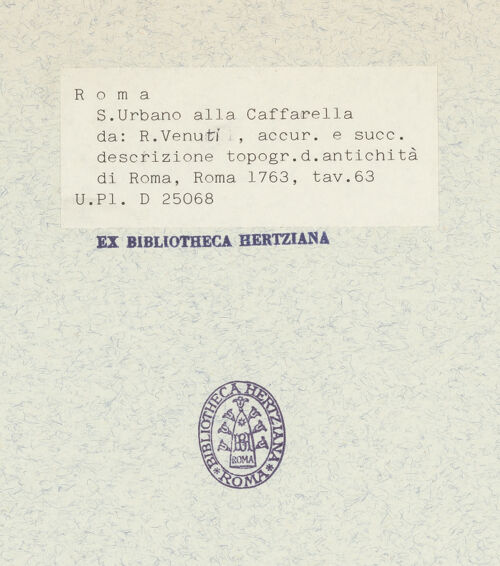 R o m a
S.Urbano alla Caffarella
da: R.Venuti , accur. e succ.
descrizione topogr.d.antichità
di Roma, Roma 1763, tav.63
U.Pl. D 25068
EX BIBLIOTHECA HERTZIANA
BIBLIOTHECA HERTZIANA
BH
ROMA
* ROMA *